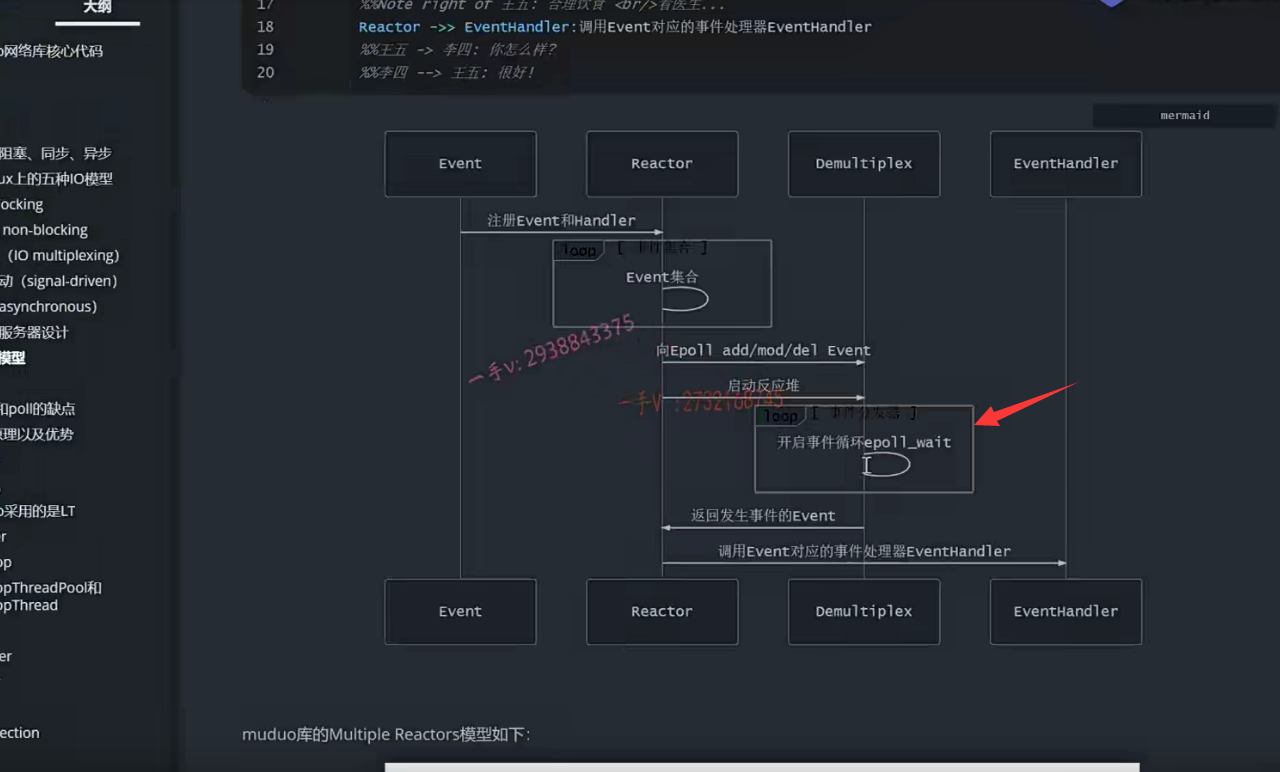 大纲
17 %%Note right of 王五: 合理饮食 <br/>看医生...
18 Reactor ->> EventHandler:调用Event对应的事件处理器EventHandler
19 %%王五 -> 李四: 你怎么样?
20 %%李四 --> 王五: 很好!
mermaid
o网络库核心代码
阻塞、同步、异步
ux上的五种IO模型
ocking
non-blocking
（IO multiplexing)
动（signal-driven)
asynchronous)
服务器设计
模型
和poll的缺点
原理以及优势
o采用的是LT
er
op
opThreadPool和
opThread
er
ection
Event
Reactor
Demultiplex
EventHandler
注册Event和Handler
loop [ 事件集合 ]
Event集合
向Epoll add/mod/del Event
启动反应堆
loop [ 事件分发器 ]
开启事件循环epoll_wait
返回发生事件的Event
调用Event对应的事件处理器EventHandler
Event
Reactor
Demultiplex
EventHandler
一手v:2938843375
一手V :2732168745
muduo库的Multiple Reactors模型如下: